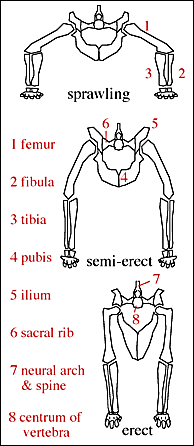 1
3
2
sprawling
6
5
1 femur
2 fibula
4
3 tibia
4 pubis
semi-erect
7
5 ilium
8
6 sacral rib
7 neural arch
& spine
8 centrum of
vertebra
erect